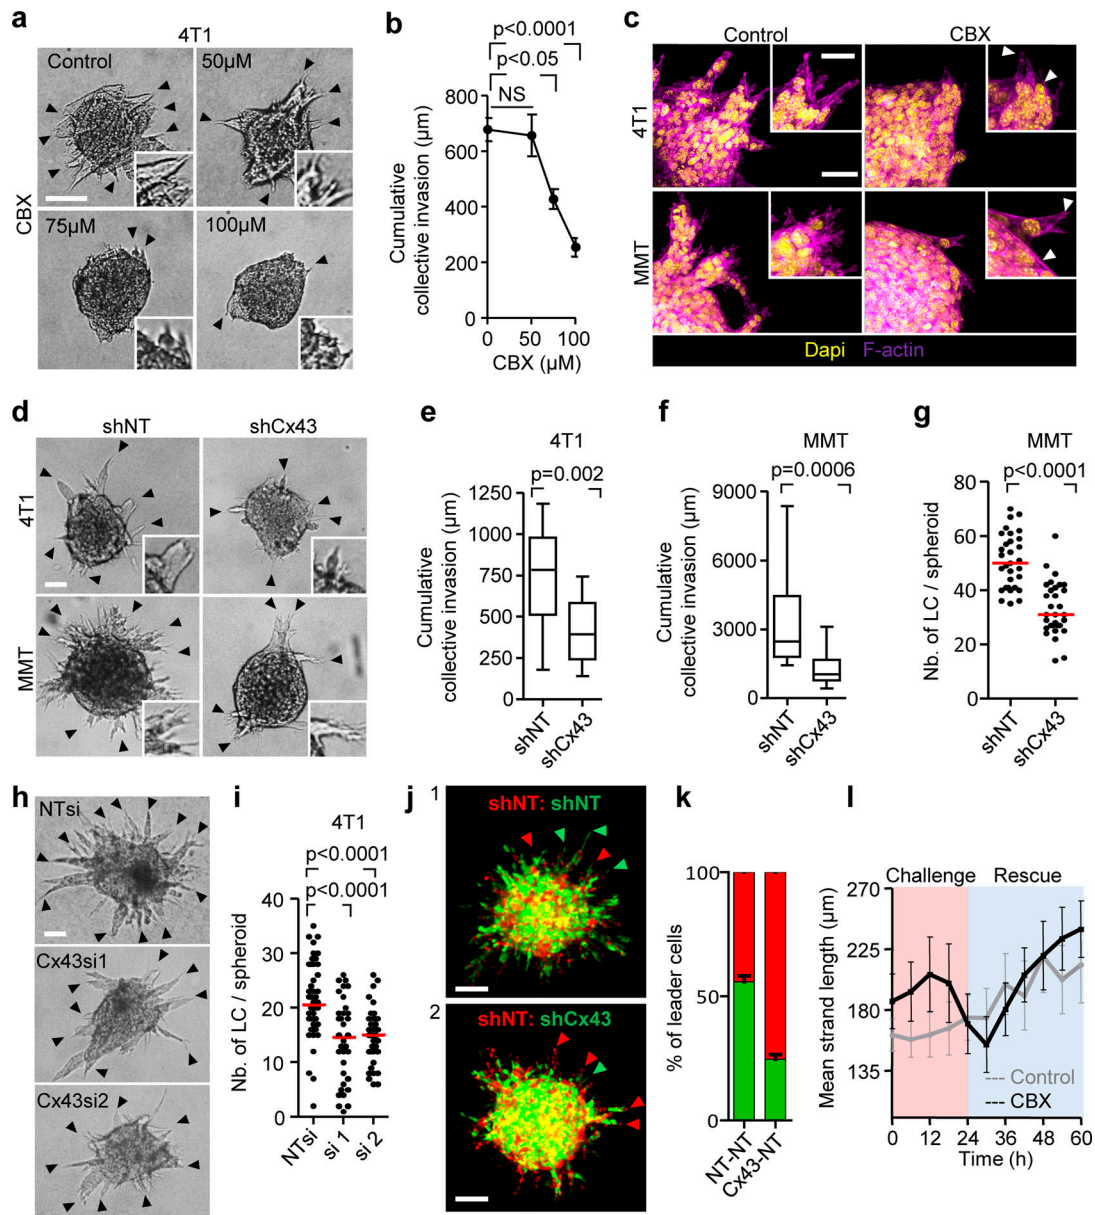 a
4T1
Control
50µM
75µM
100µM
CBX
b
p<0.0001
p<0.05
NS
800
600
400
200
0
0
50
100
Cumulative
collective invasion (µm)
CBX (µM)
c
Control
CBX
4T1
MMT
Dapi F-actin
d
shNT
shCx43
4T1
MMT
e
4T1
p=0.002
1250
1000
750
500
250
0
Cumulative
collective invasion (µm)
shNT
shCx43
f
MMT
p=0.0006
9000
6000
3000
0
Cumulative
collective invasion (µm)
shNT
shCx43
g
MMT
p<0.0001
80
60
40
20
0
Nb. of LC / spheroid
shNT
shCx43
h
NTsi
Cx43si1
Cx43si2
i
4T1
p<0.0001
p<0.0001
40
30
20
10
0
Nb. of LC / spheroid
NTsi
si 1
si 2
j
1
shNT: shNT
2
shNT: shCx43
k
100
50
0
% of leader cells
NT-NT
Cx43-NT
l
Challenge
Rescue
270
225
180
135
Mean strand length (µm)
Control
CBX
0
12
24
36
48
60
Time (h)